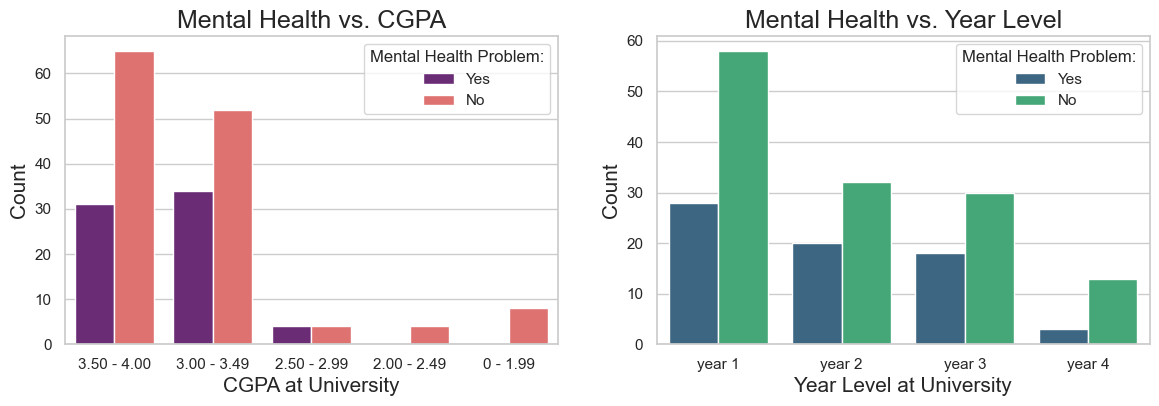 Mental Health vs. CGPA
Mental Health Problem:
Yes
No
60
50
40
30
20
10
0
Count
3.50 - 4.00 3.00 - 3.49 2.50 - 2.99 2.00 - 2.49 0 - 1.99
CGPA at University
Mental Health vs. Year Level
Mental Health Problem:
Yes
No
60
50
40
30
20
10
0
Count
year 1 year 2 year 3 year 4
Year Level at University